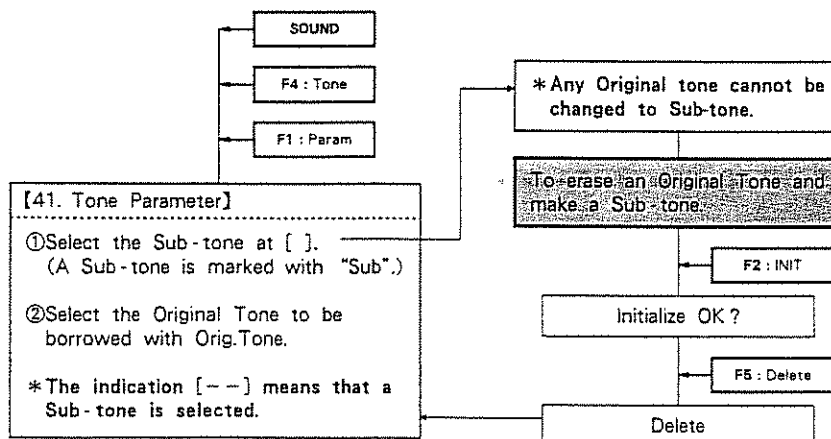 SOUND
F4 : Tone
F1 : Param
【41. Tone Parameter】
①Select the Sub-tone at [ ].
(A Sub-tone is marked with "Sub".)
②Select the Original Tone to be
borrowed with Orig.Tone.
*The indication [--] means that a
Sub-tone is selected.
*Any Original tone cannot be
changed to Sub-tone.
To erase an Original Tone and
make a Sub-tone.
F2 : INIT
Initialize OK?
F5 : Delete
Delete